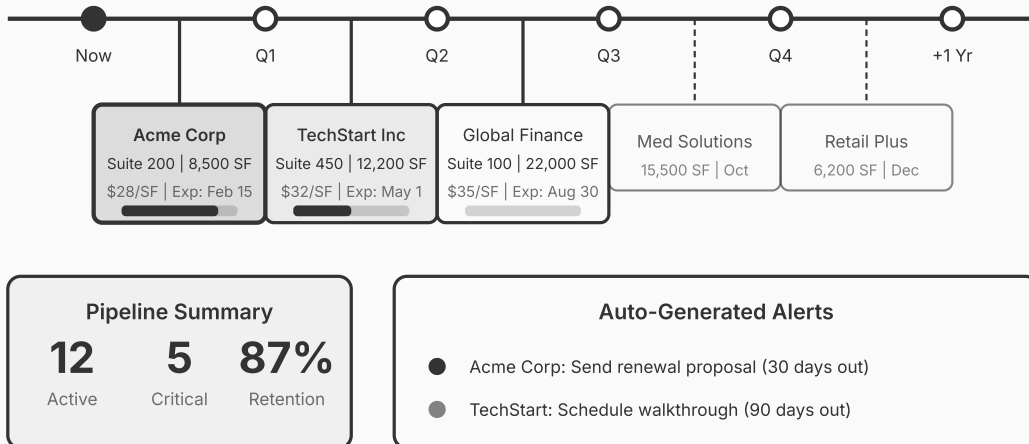 Now
Q1
Q2
Q3
Q4
+1 Yr
Acme Corp
Suite 200 | 8,500 SF
$28/SF | Exp: Feb 15
TechStart Inc
Suite 450 | 12,200 SF
$32/SF | Exp: May 1
Global Finance
Suite 100 | 22,000 SF
$35/SF | Exp: Aug 30
Med Solutions
15,500 SF | Oct
Retail Plus
6,200 SF | Dec
Pipeline Summary
12
Active
5
Critical
87%
Retention
Auto-Generated Alerts
Acme Corp: Send renewal proposal (30 days out)
TechStart: Schedule walkthrough (90 days out)